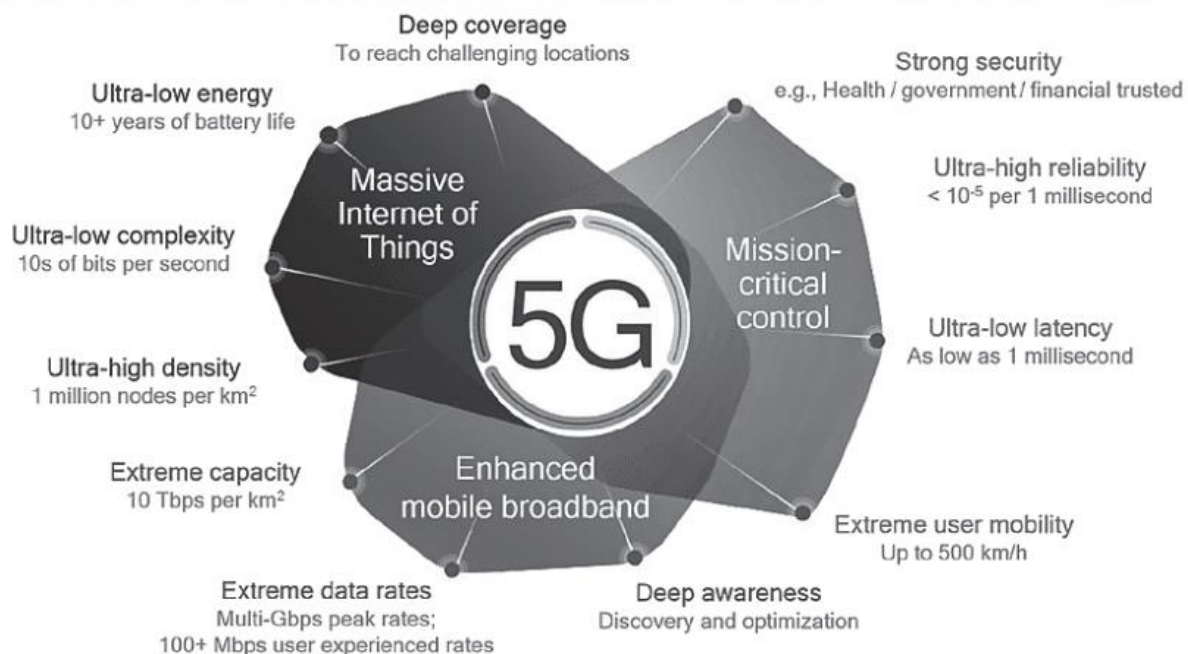 Deep coverage
To reach challenging locations
Strong security
e.g., Health / government / financial trusted
Ultra-low energy
10+ years of battery life
Massive
Internet of
Things
Ultra-high reliability
< 10⁻⁵ per 1 millisecond
Ultra-low complexity
10s of bits per second
5G
Mission-
critical
control
Ultra-low latency
As low as 1 millisecond
Ultra-high density
1 million nodes per km²
Extreme capacity
10 Tbps per km²
Enhanced
mobile broadband
Extreme user mobility
Up to 500 km/h
Extreme data rates
Multi-Gbps peak rates;
100+ Mbps user experienced rates
Deep awareness
Discovery and optimization